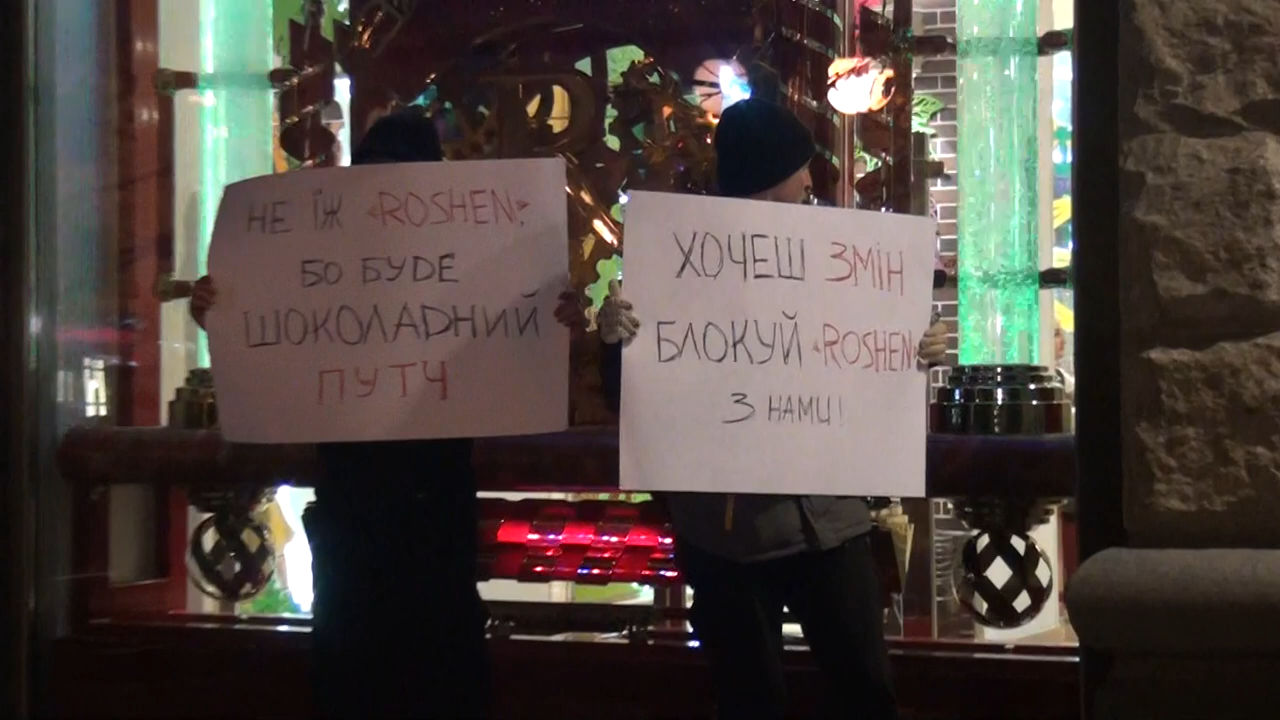 НЕ ЇЖ «ROSHEN»,
БО БУДЕ
ШОКОЛАДНИЙ
ПУТЧ
ХОЧЕШ ЗМІН
БЛОКУЙ «ROSHEN»
З НАМИ!